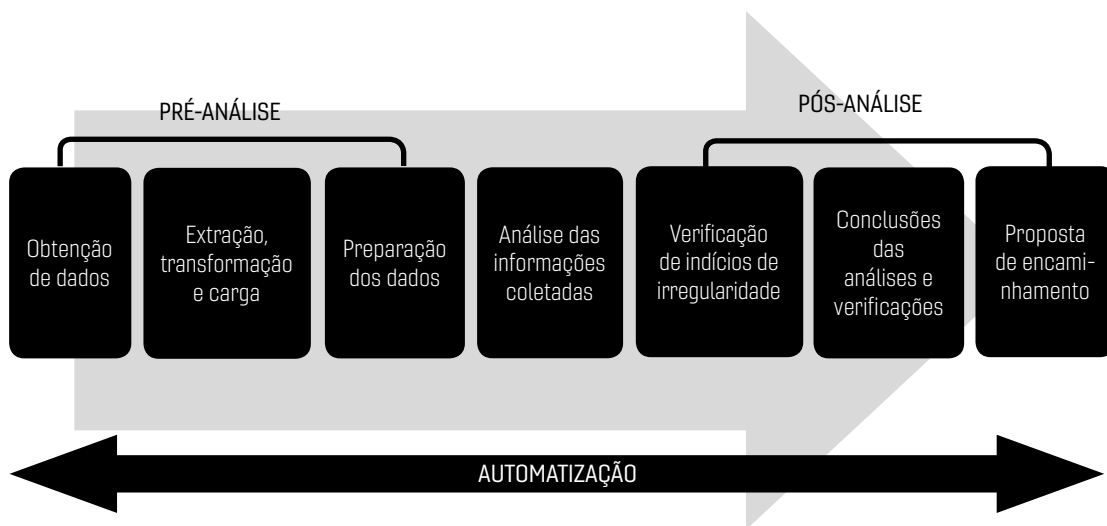 PRÉ-ANÁLISE
PÓS-ANÁLISE
Obtenção
de dados
Extração,
transformação
e carga
Preparação
dos dados
Análise das
informações
coletadas
Verificação
de indícios de
irregularidade
Conclusões
das
análises e
verificações
Proposta
de encami-
nhamento
AUTOMATIZAÇÃO